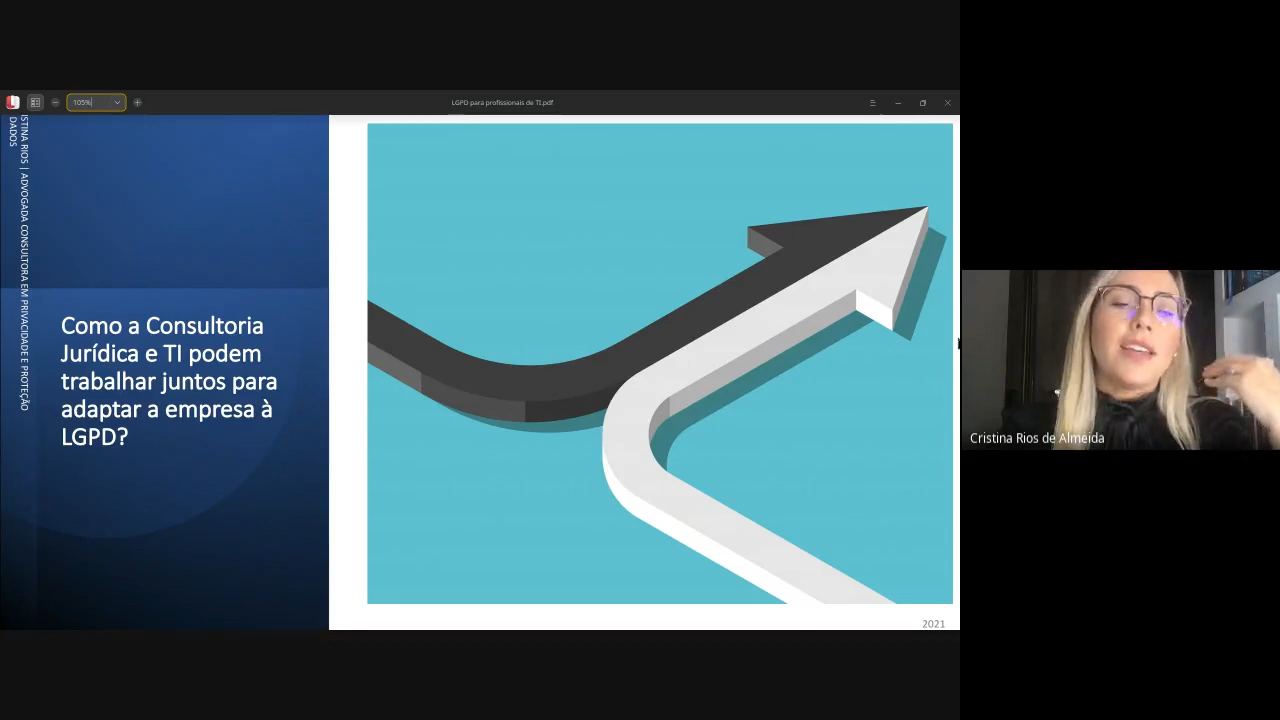 105%
LGPD para profissionais de TI.pdf
STINA RIOS | ADVOGADA CONSULTORA EM PRIVACIDADE E PROTEÇÃO
DADOS
Como a Consultoria
Jurídica e TI podem
trabalhar juntos para
adaptar a empresa à
LGPD?
2021
Cristina Rios de Almeida